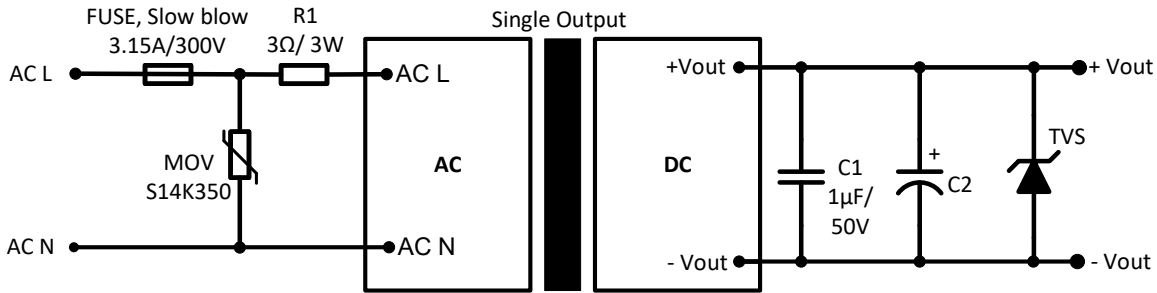 FUSE, Slow blow
3.15A/300V
R1
3Ω/ 3W
Single Output
AC L
AC L
+Vout
+ Vout
MOV
S14K350
AC
DC
C1
1µF/
50V
+
C2
TVS
AC N
AC N
- Vout
- Vout